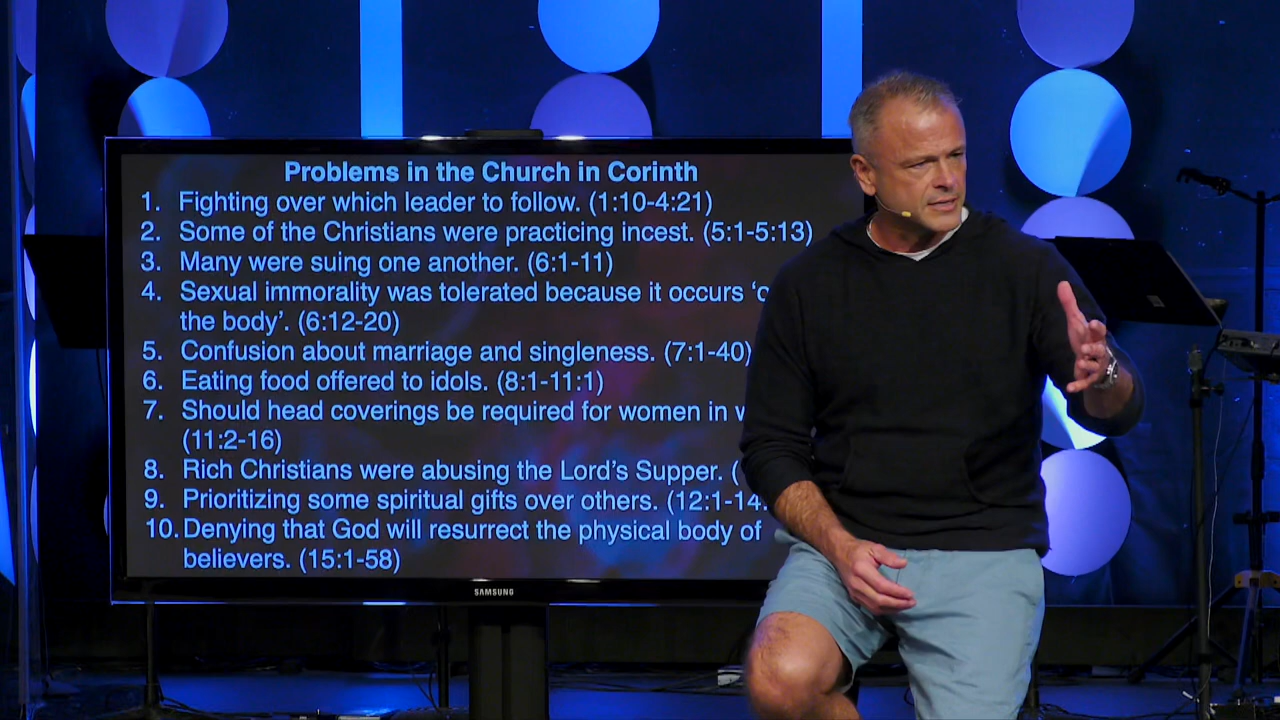 Problems in the Church in Corinth
1. Fighting over which leader to follow. (1:10-4:21)
2. Some of the Christians were practicing incest. (5:1-5:13)
3. Many were suing one another. (6:1-11)
4. Sexual immorality was tolerated because it occurs
the body’. (6:12-20)
5. Confusion about marriage and singleness. (7:1-40)
6. Eating food offered to idols. (8:1-11:1)
7. Should head coverings be required for women in
(11:2-16)
8. Rich Christians were abusing the Lord’s Supper. (
9. Prioritizing some spiritual gifts over others. (12:1-14:
10. Denying that God will resurrect the physical body of
believers. (15:1-58)
SAMSUNG